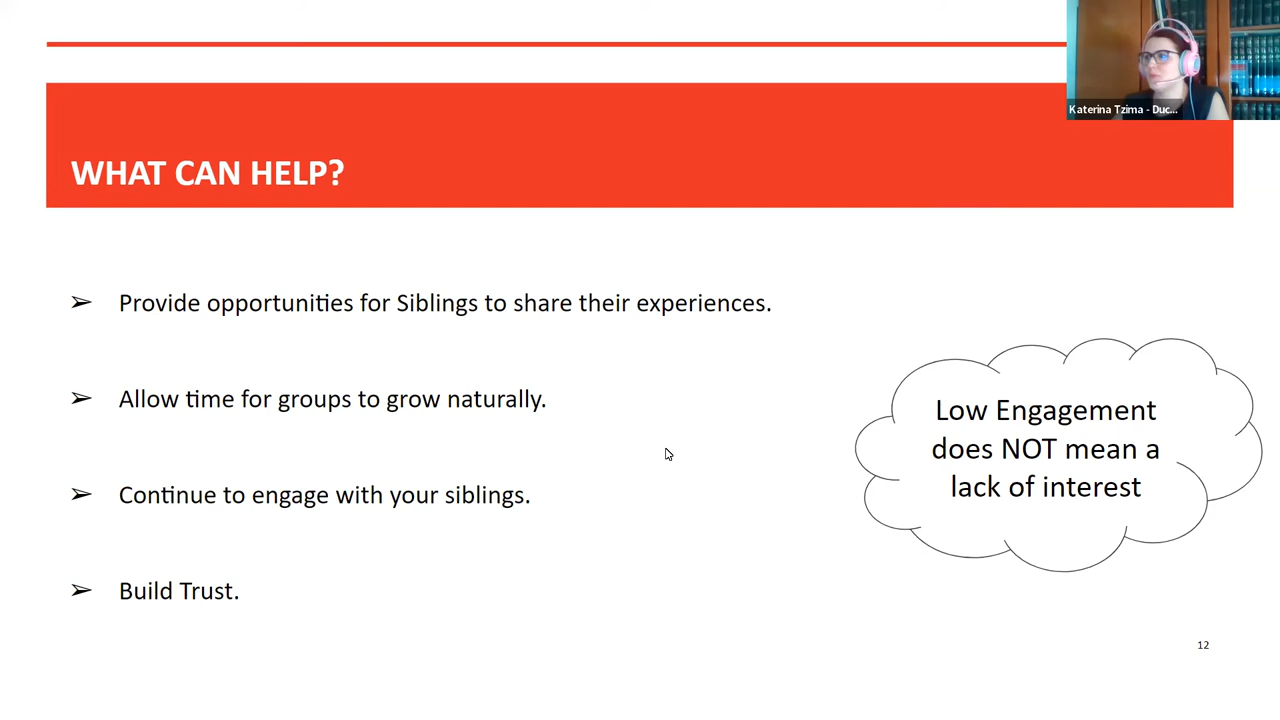 Katerina Tzima - Duc...
WHAT CAN HELP?
➢ Provide opportunities for Siblings to share their experiences.
➢ Allow time for groups to grow naturally.
➢ Continue to engage with your siblings.
➢ Build Trust.
Low Engagement
does NOT mean a
lack of interest
12